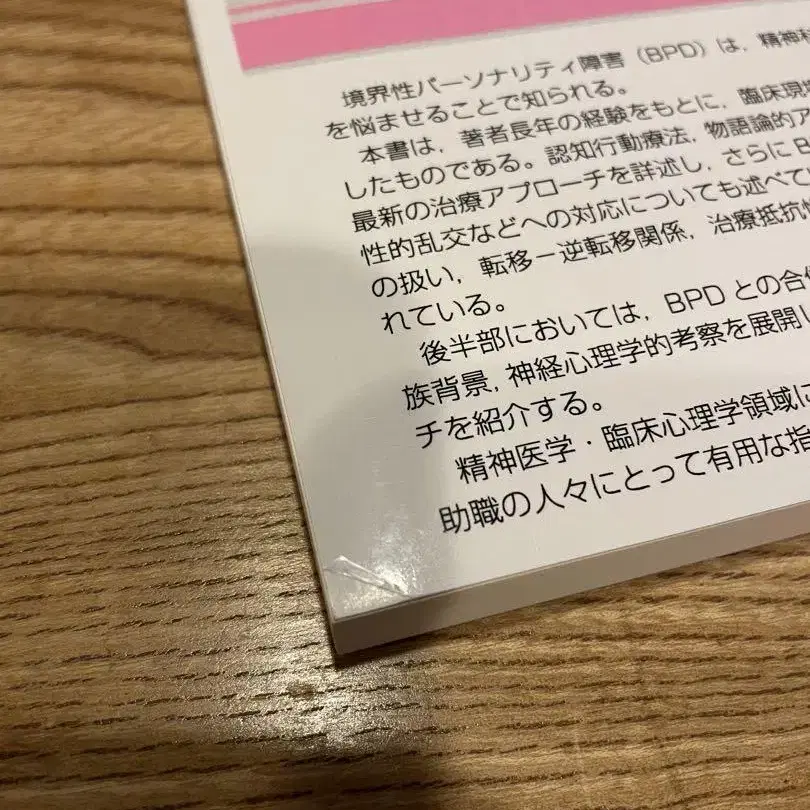 境界性パーソナリティ障害(BPD)は，精神科
を悩ませることで知られる。
本書は，著者長年の経験をもとに，臨床現場
したものである。認知行動療法，物語論的ア
最新の治療アプローチを詳述し，さらにB
性的乱交などへの対応についても述べてい
の扱い，転移－逆転移関係，治療抵抗性
れている。
後半部においては，BPDとの合併
族背景，神経心理学的考察を展開し
チを紹介する。
精神医学・臨床心理学領域に
助職の人々にとって有用な指